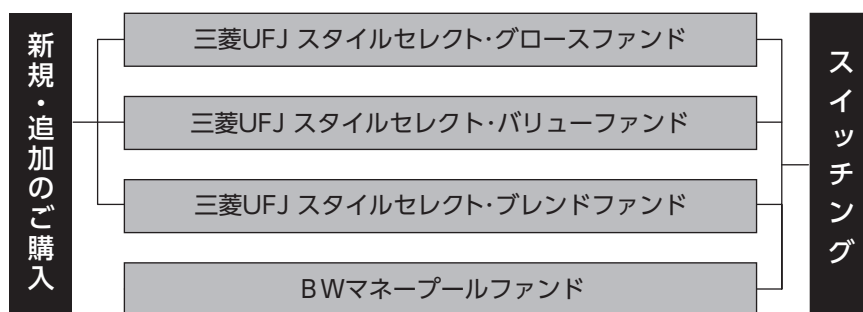 新規・追加のご購入
三菱UFJ スタイルセレクト・グロースファンド
三菱UFJ スタイルセレクト・バリューファンド
三菱UFJ スタイルセレクト・ブレンドファンド
BWマネープールファンド
スイッチング